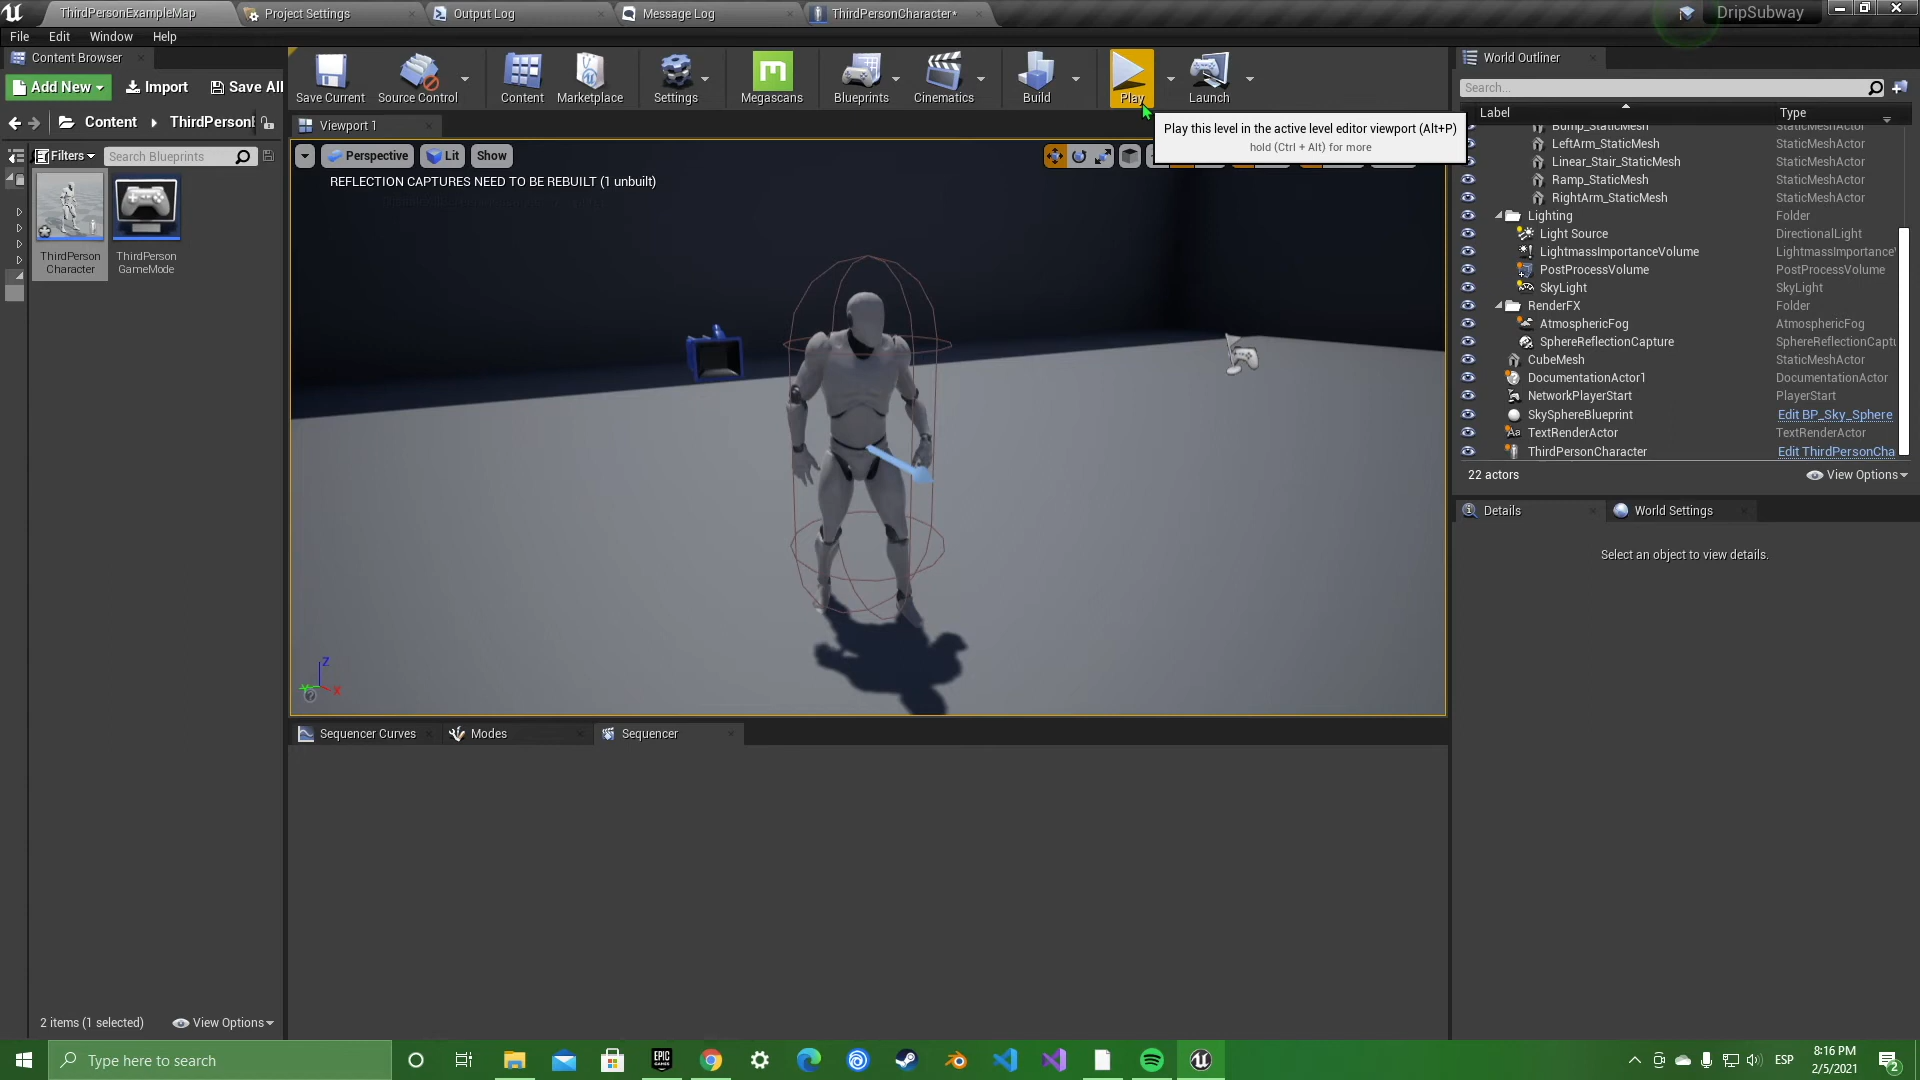 ThirdPersonExampleMap
Project Settings
Output Log
Message Log
ThirdPersonCharacter*
DripSubway
File Edit Window Help
Content Browser
Add New
Import
Save All
Save Current
Source Control
Content
Marketplace
Settings
Megascans
Blueprints
Cinematics
Build
Play
Launch
Play this level in the active level editor viewport (Alt+P)
hold (Ctrl + Alt) for more
Content
ThirdPerson
Filters
Search Blueprints
ThirdPerson
Character
ThirdPerson
GameMode
2 items (1 selected)
View Options
Viewport 1
Perspective
Lit
Show
REFLECTION CAPTURES NEED TO BE REBUILT (1 unbuilt)
Z
Y
X
Sequencer Curves
Modes
Sequencer
World Outliner
Search...
Label
Type
Bump_StaticMesh StaticMeshActor
LeftArm_StaticMesh StaticMeshActor
Linear_Stair_StaticMesh StaticMeshActor
Ramp_StaticMesh StaticMeshActor
RightArm_StaticMesh StaticMeshActor
Lighting Folder
Light Source DirectionalLight
LightmassImportanceVolume LightmassImportance
PostProcessVolume PostProcessVolume
SkyLight SkyLight
RenderFX Folder
AtmosphericFog AtmosphericFog
SphereReflectionCapture SphereReflectionCaptu
CubeMesh StaticMeshActor
DocumentationActor1 DocumentationActor
NetworkPlayerStart PlayerStart
SkySphereBlueprint Edit BP_Sky_Sphere
TextRenderActor TextRenderActor
ThirdPersonCharacter Edit ThirdPersonCha
22 actors
View Options
Details
World Settings
Select an object to view details.
Type here to search
EPIC
GAMES
ESP
8:16 PM
2/5/2021
2